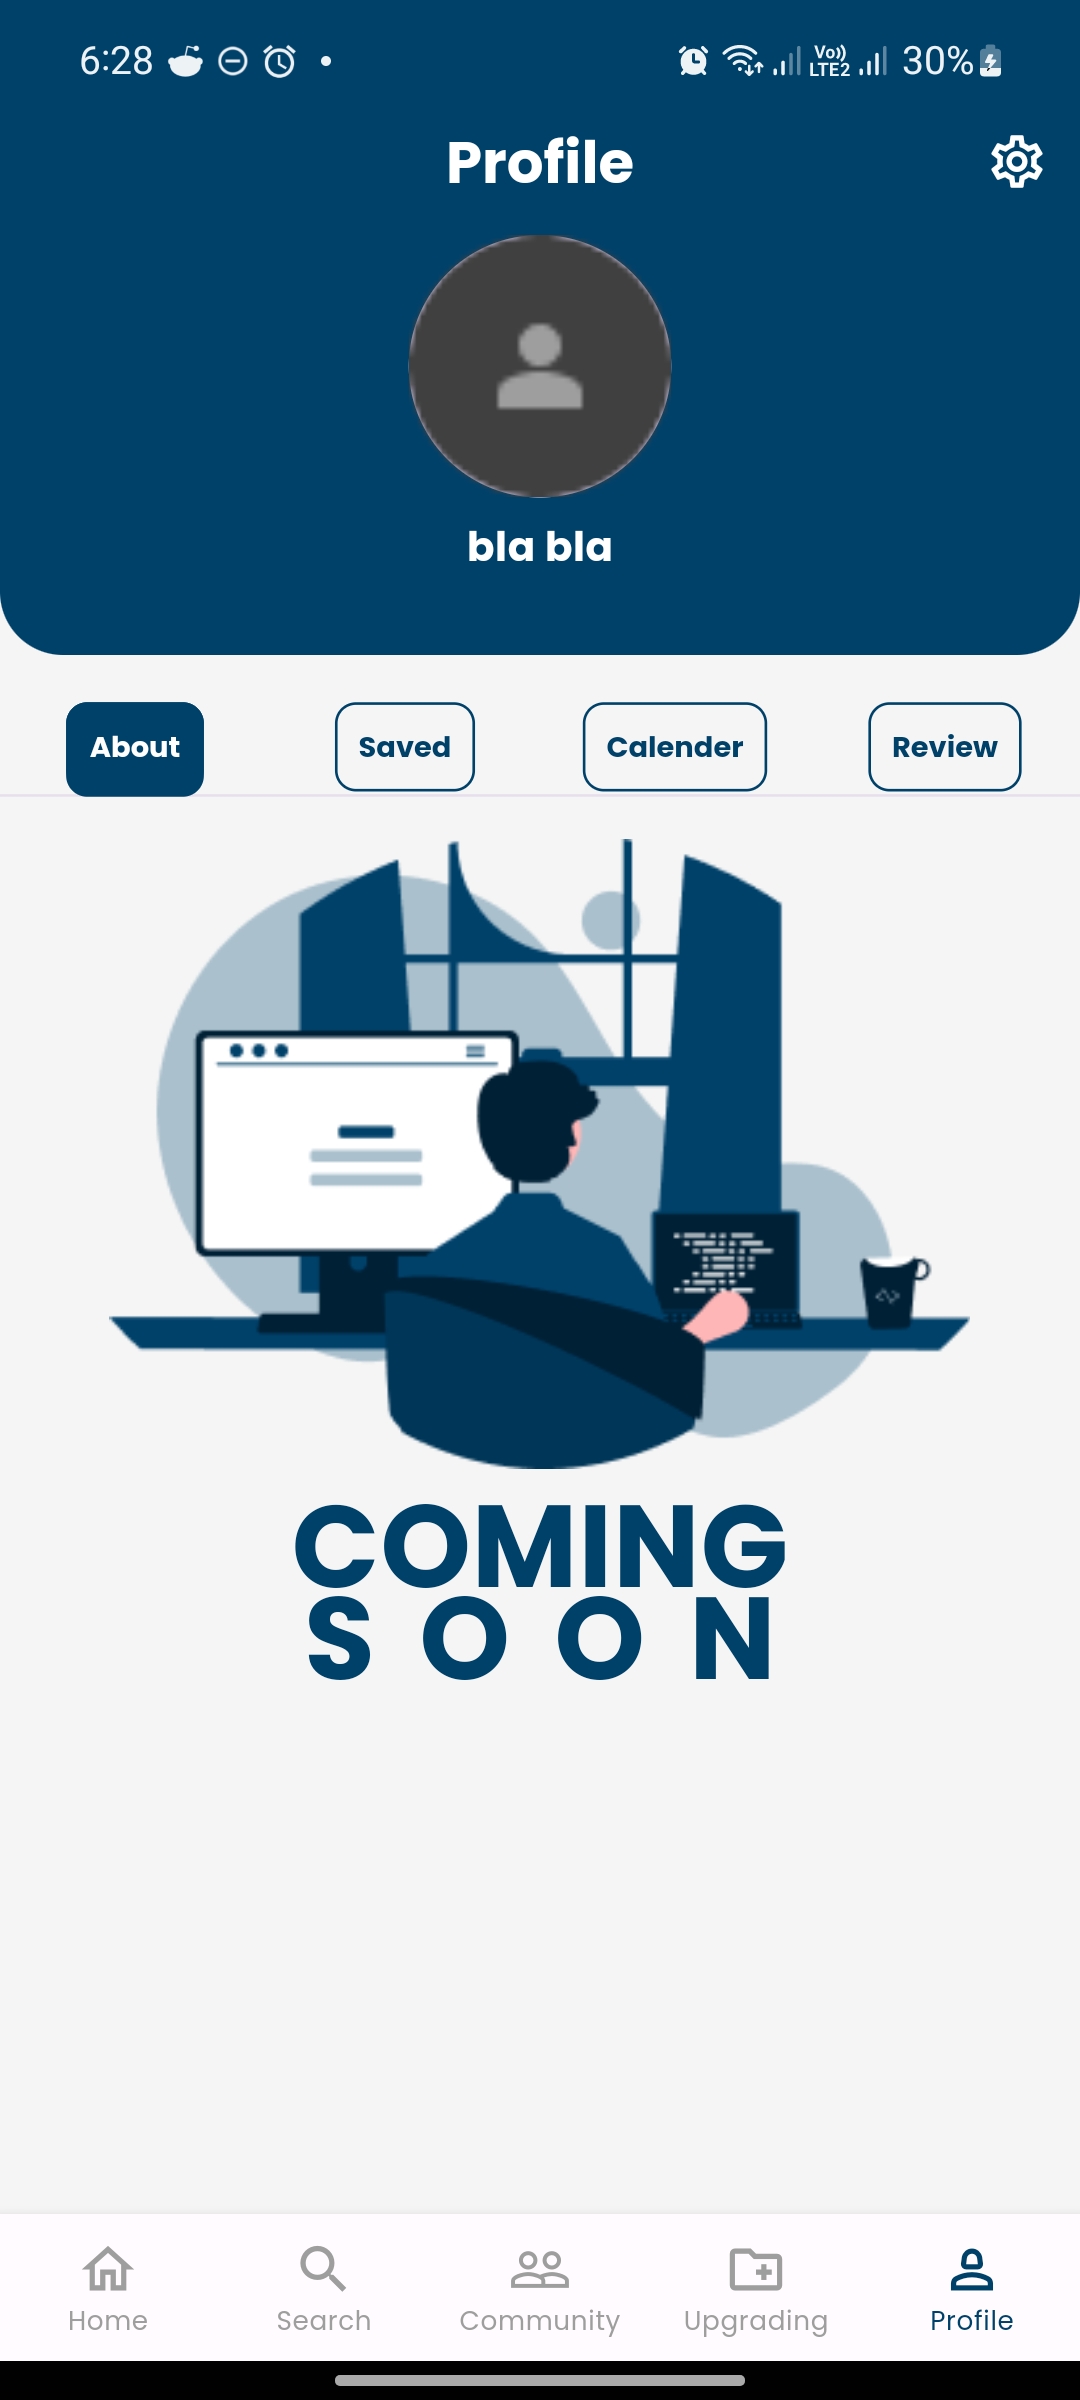 6:28 Vo)) LTE2 30%
Profile
bla bla
About Saved Calender Review
COMING
SOON
Home Search Community Upgrading Profile